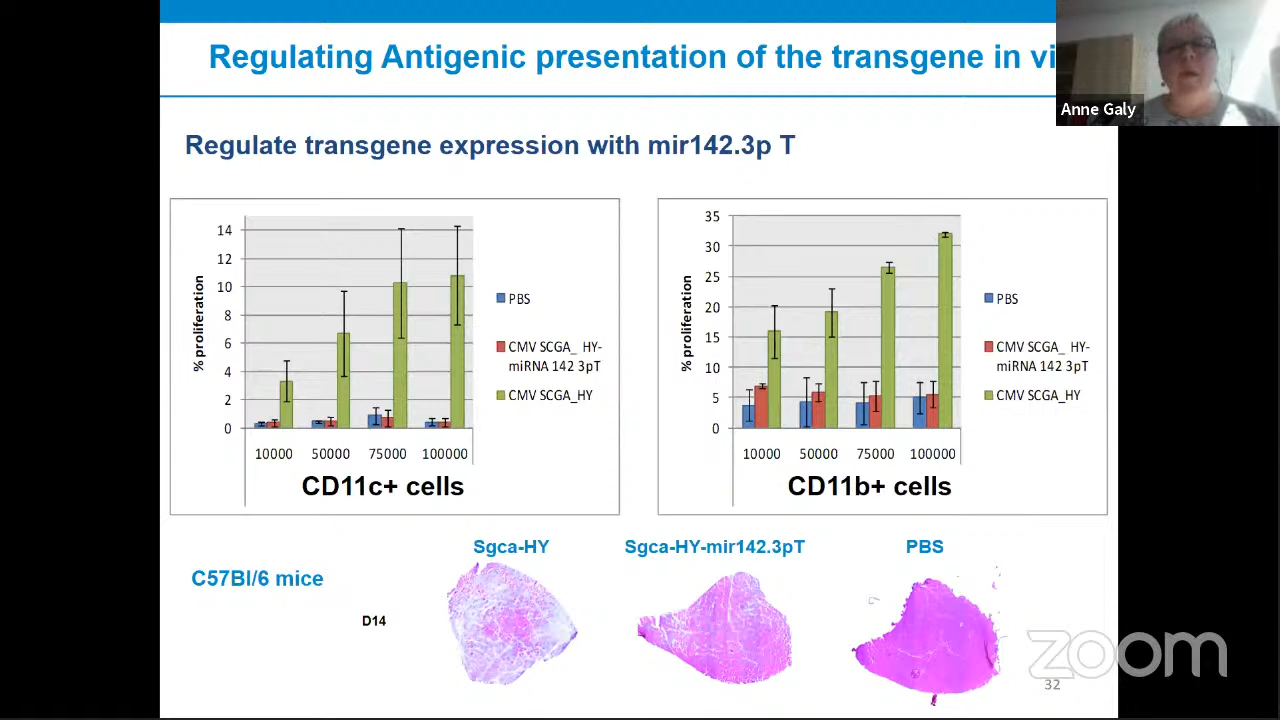 Regulating Antigenic presentation of the transgene in vi
Anne Galy
Regulate transgene expression with mir142.3p T
% proliferation
14
12
10
8
6
4
2
0
10000 50000 75000 100000
CD11c+ cells
PBS
CMV SCGA_ HY-
miRNA 142 3pT
CMV SCGA_HY
% proliferation
35
30
25
20
15
10
5
0
10000 50000 75000 100000
CD11b+ cells
PBS
CMV SCGA_ HY-
miRNA 142 3pT
CMV SCGA_HY
Sgca-HY Sgca-HY-mir142.3pT PBS
C57Bl/6 mice
D14
zoom
32